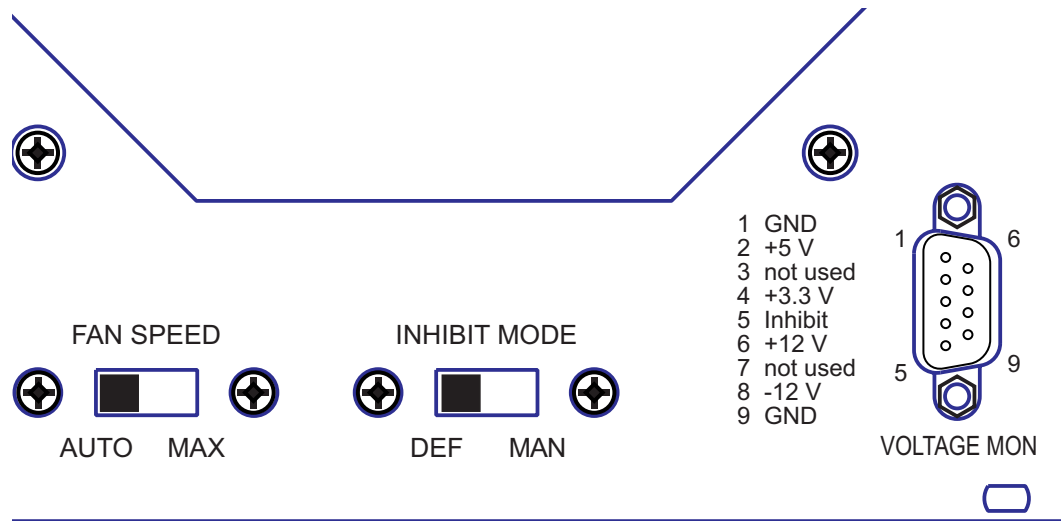 1 GND
2 +5 V
3 not used
4 +3.3 V
5 Inhibit
6 +12 V
7 not used
8 -12 V
9 GND
1
6
5
9
VOLTAGE MON
FAN SPEED
AUTO MAX
INHIBIT MODE
DEF MAN